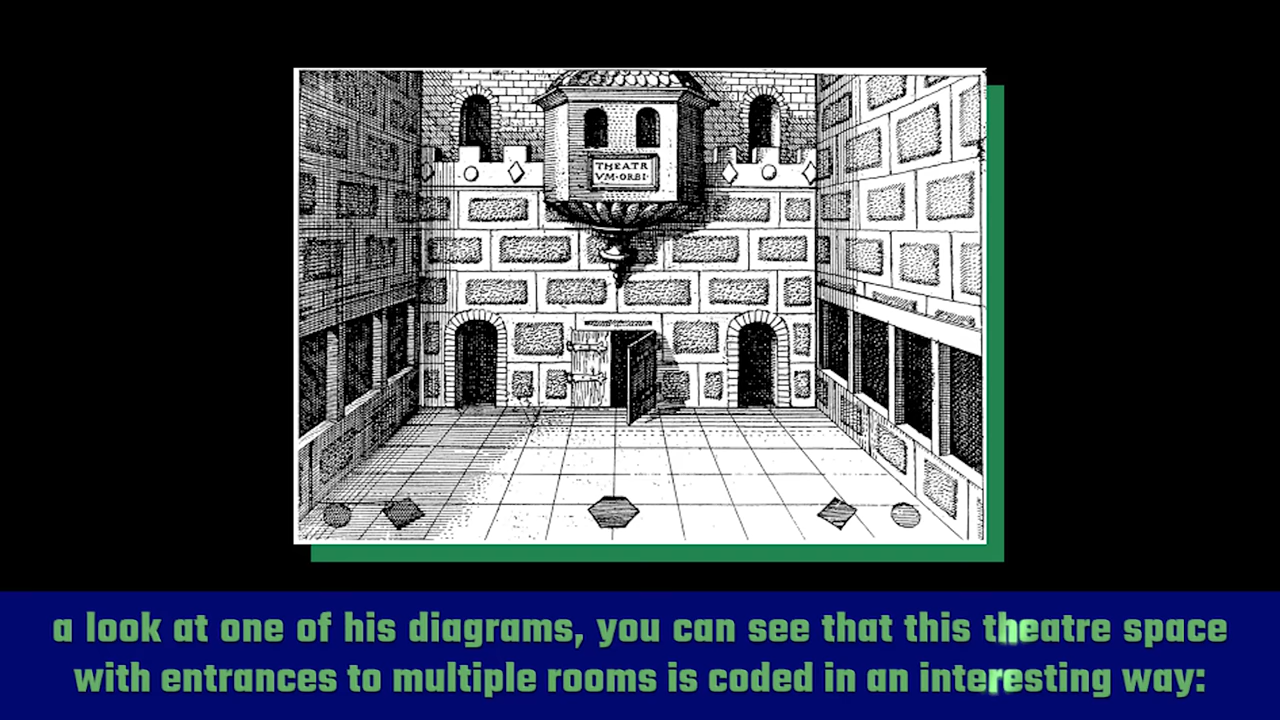 THEATR
VM·ORBI·
a look at one of his diagrams, you can see that this theatre space
with entrances to multiple rooms is coded in an interesting way: